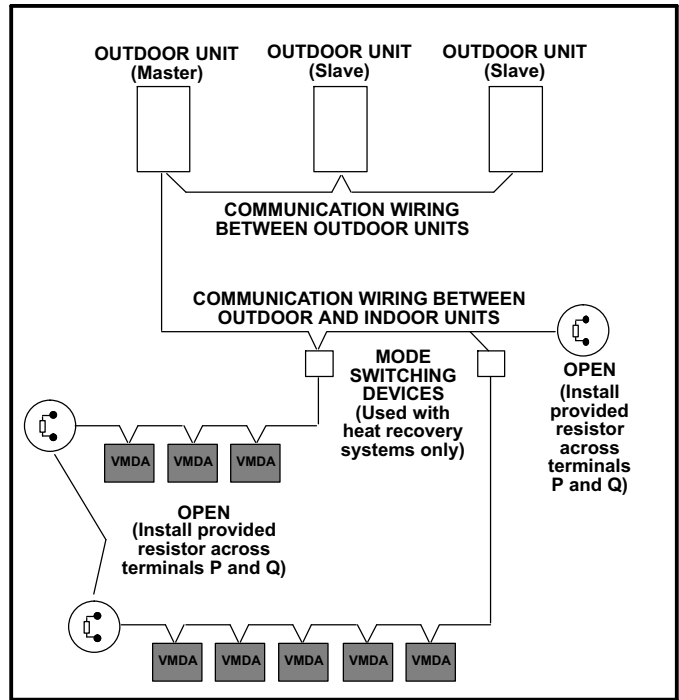 OUTDOOR UNIT
(Master)
OUTDOOR UNIT
(Slave)
OUTDOOR UNIT
(Slave)
COMMUNICATION WIRING
BETWEEN OUTDOOR UNITS
COMMUNICATION WIRING BETWEEN
OUTDOOR AND INDOOR UNITS
MODE
SWITCHING
DEVICES
(Used with
heat recovery
systems only)
OPEN
(Install
provided
resistor
across
terminals
P and Q)
VMDA
VMDA
VMDA
OPEN
(Install provided
resistor across
terminals P and Q)
VMDA
VMDA
VMDA
VMDA
VMDA